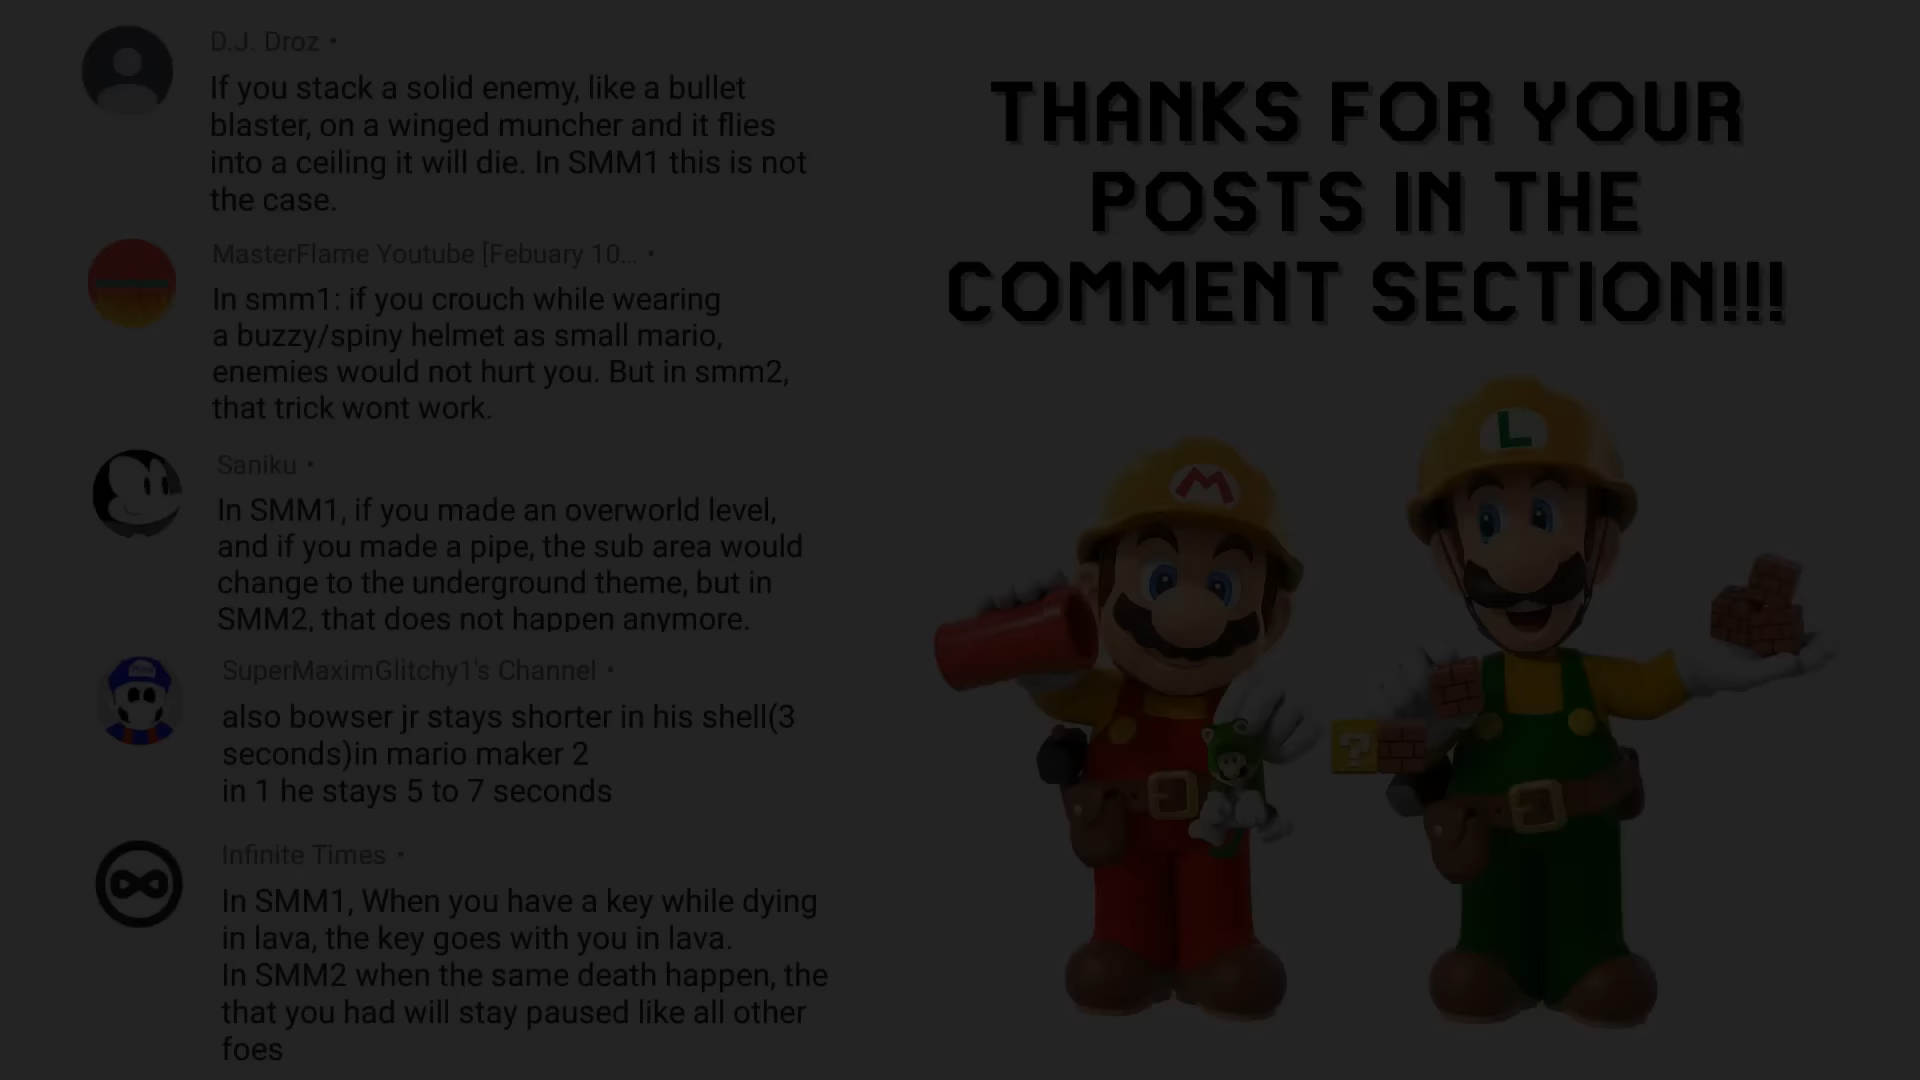 D.J. Droz •
If you stack a solid enemy, like a bullet
blaster, on a winged muncher and it flies
into a ceiling it will die. In SMM1 this is not
the case.
MasterFlame Youtube [Febuary 10... •
In smm1: if you crouch while wearing
a buzzy/spiny helmet as small mario,
enemies would not hurt you. But in smm2,
that trick wont work.
Saniku •
In SMM1, if you made an overworld level,
and if you made a pipe, the sub area would
change to the underground theme, but in
SMM2, that does not happen anymore.
SuperMaximGlitchy1's Channel •
also bowser jr stays shorter in his shell(3
seconds)in mario maker 2
in 1 he stays 5 to 7 seconds
Infinite Times •
In SMM1, When you have a key while dying
in lava, the key goes with you in lava.
In SMM2 when the same death happen, the
that you had will stay paused like all other
foes
THANKS FOR YOUR
POSTS IN THE
COMMENT SECTION!!!
M
L
?